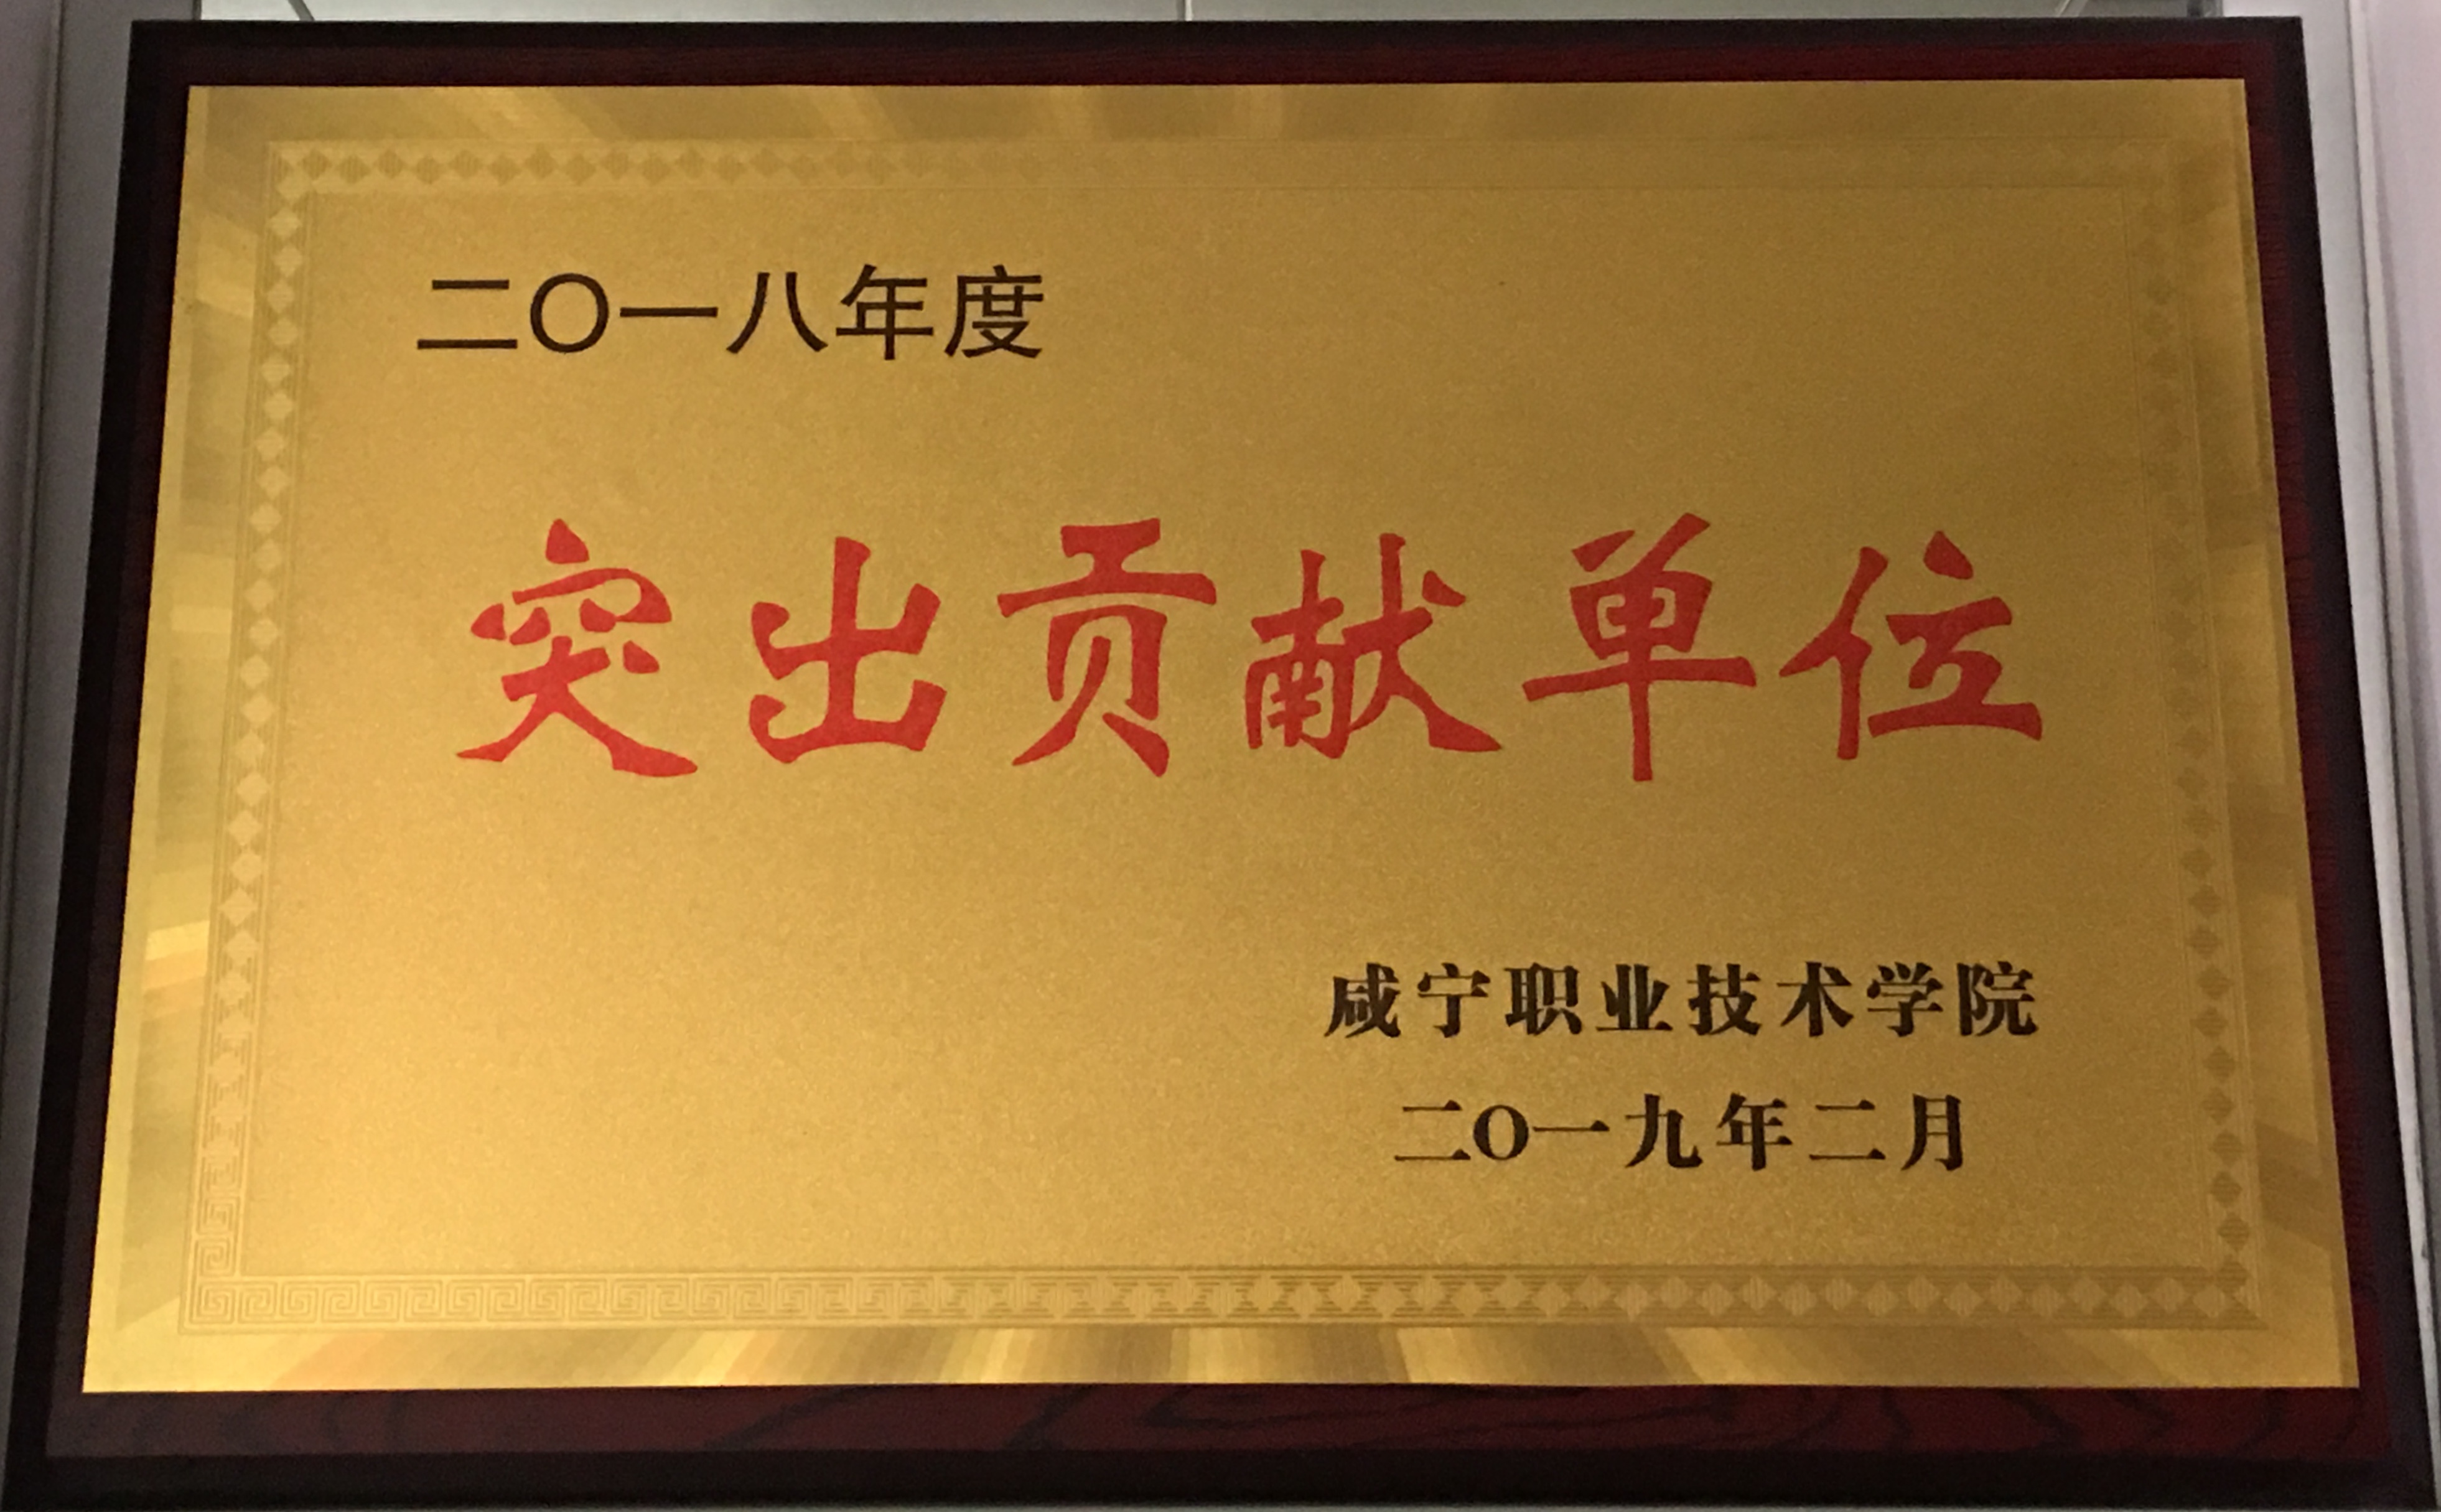 二〇一八年度
突出贡献单位
咸宁职业技术学院
二〇一九年二月